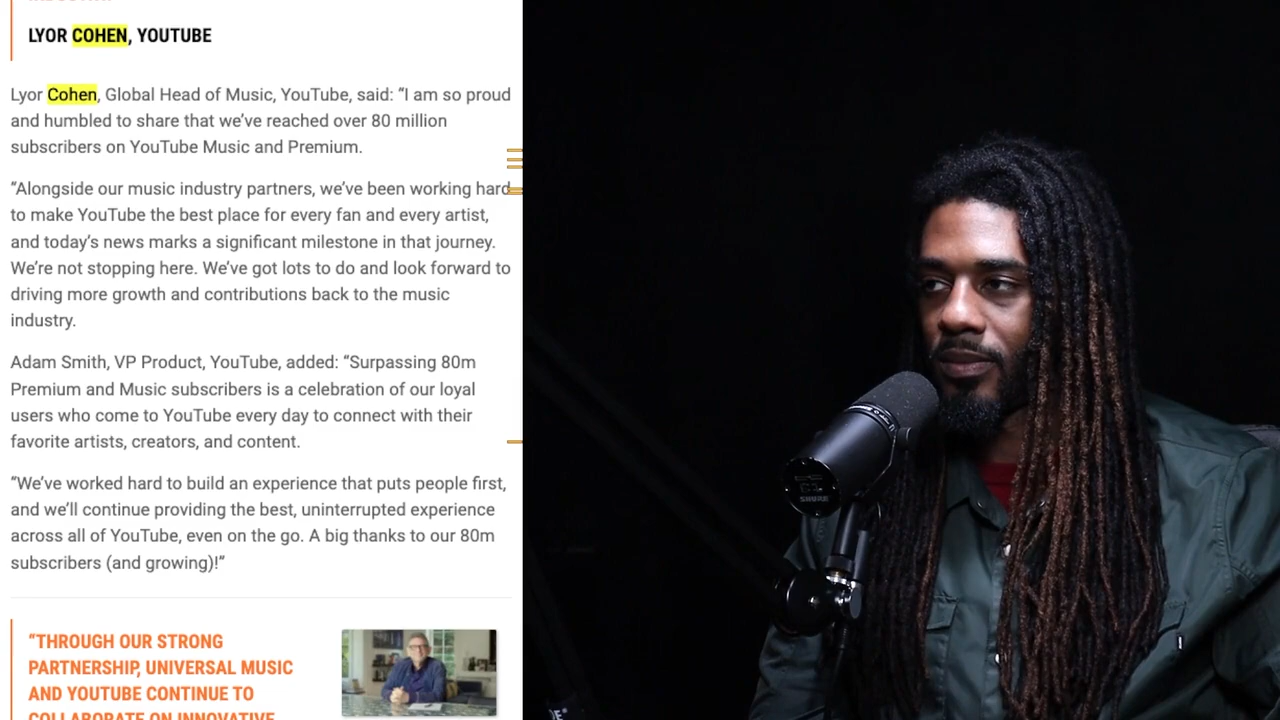 LYOR COHEN, YOUTUBE
Lyor Cohen, Global Head of Music, YouTube, said: “I am so proud
and humbled to share that we’ve reached over 80 million
subscribers on YouTube Music and Premium.
“Alongside our music industry partners, we’ve been working hard
to make YouTube the best place for every fan and every artist,
and today’s news marks a significant milestone in that journey.
We’re not stopping here. We’ve got lots to do and look forward to
driving more growth and contributions back to the music
industry.
Adam Smith, VP Product, YouTube, added: “Surpassing 80m
Premium and Music subscribers is a celebration of our loyal
users who come to YouTube every day to connect with their
favorite artists, creators, and content.
“We’ve worked hard to build an experience that puts people first,
and we’ll continue providing the best, uninterrupted experience
across all of YouTube, even on the go. A big thanks to our 80m
subscribers (and growing)!”
“THROUGH OUR STRONG
PARTNERSHIP, UNIVERSAL MUSIC
AND YOUTUBE CONTINUE TO
COLLABORATE ON INNOVATIVE
SHURE